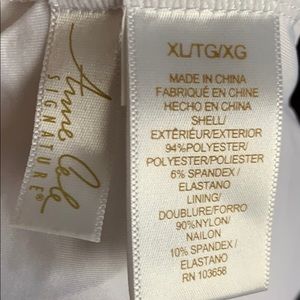 Anne Cole
SIGNATURE®
XL/TG/XG
MADE IN CHINA
FABRIQUÉ EN CHINE
HECHO EN CHINA
SHELL/
EXTÉRIEUR/EXTERIOR
94%POLYESTER/
POLYESTER/POLIESTER
6% SPANDEX /
ELASTANO
LINING/
DOUBLURE/FORRO
90%NYLON/
NAILON
10% SPANDEX /
ELASTANO
RN 103658